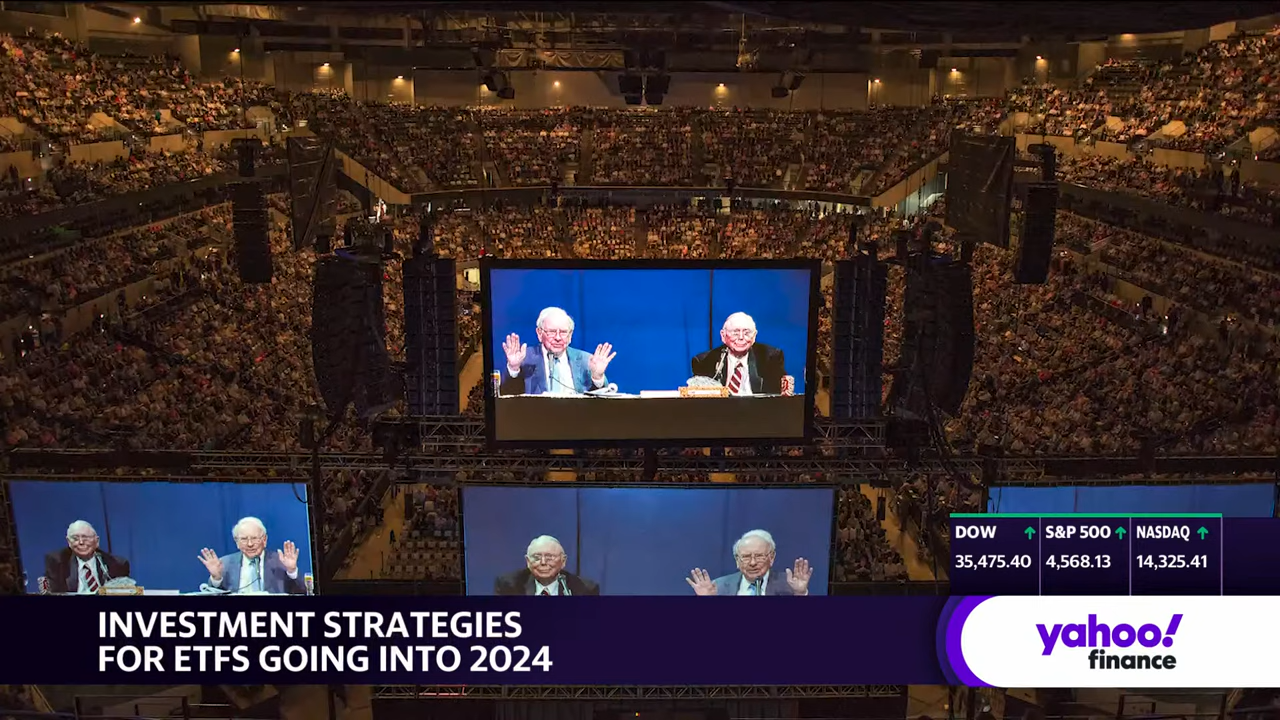 DOW
S&P 500
NASDAQ
35,475.40
4,568.13
14,325.41
INVESTMENT STRATEGIES
FOR ETFS GOING INTO 2024
yahoo!
finance